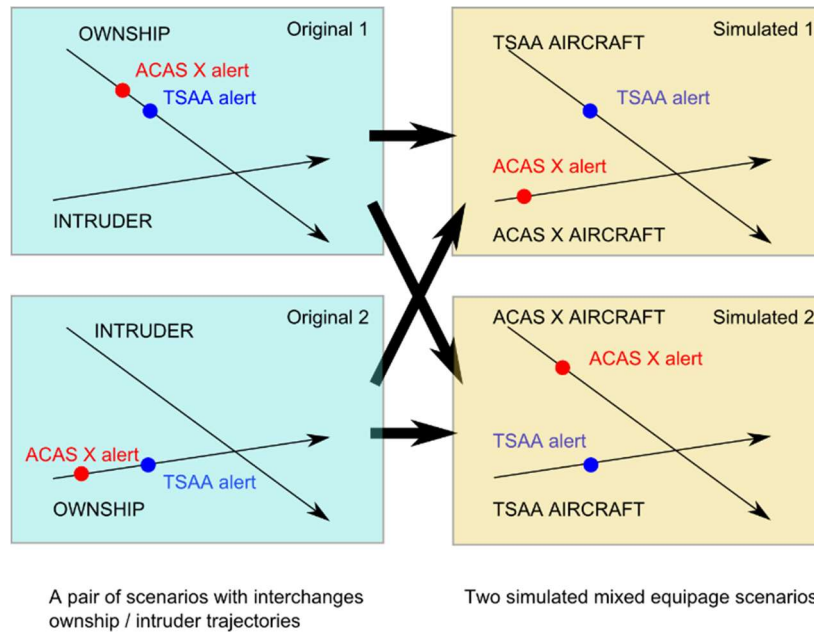 OWNSHIP
Original 1
ACAS X alert
TSAA alert
INTRUDER
TSAA AIRCRAFT
Simulated 1
TSAA alert
ACAS X alert
ACAS X AIRCRAFT
INTRUDER
Original 2
ACAS X alert
TSAA alert
OWNSHIP
ACAS X AIRCRAFT
Simulated 2
ACAS X alert
TSAA alert
TSAA AIRCRAFT
A pair of scenarios with interchanges
ownship / intruder trajectories
Two simulated mixed equipage scenarios